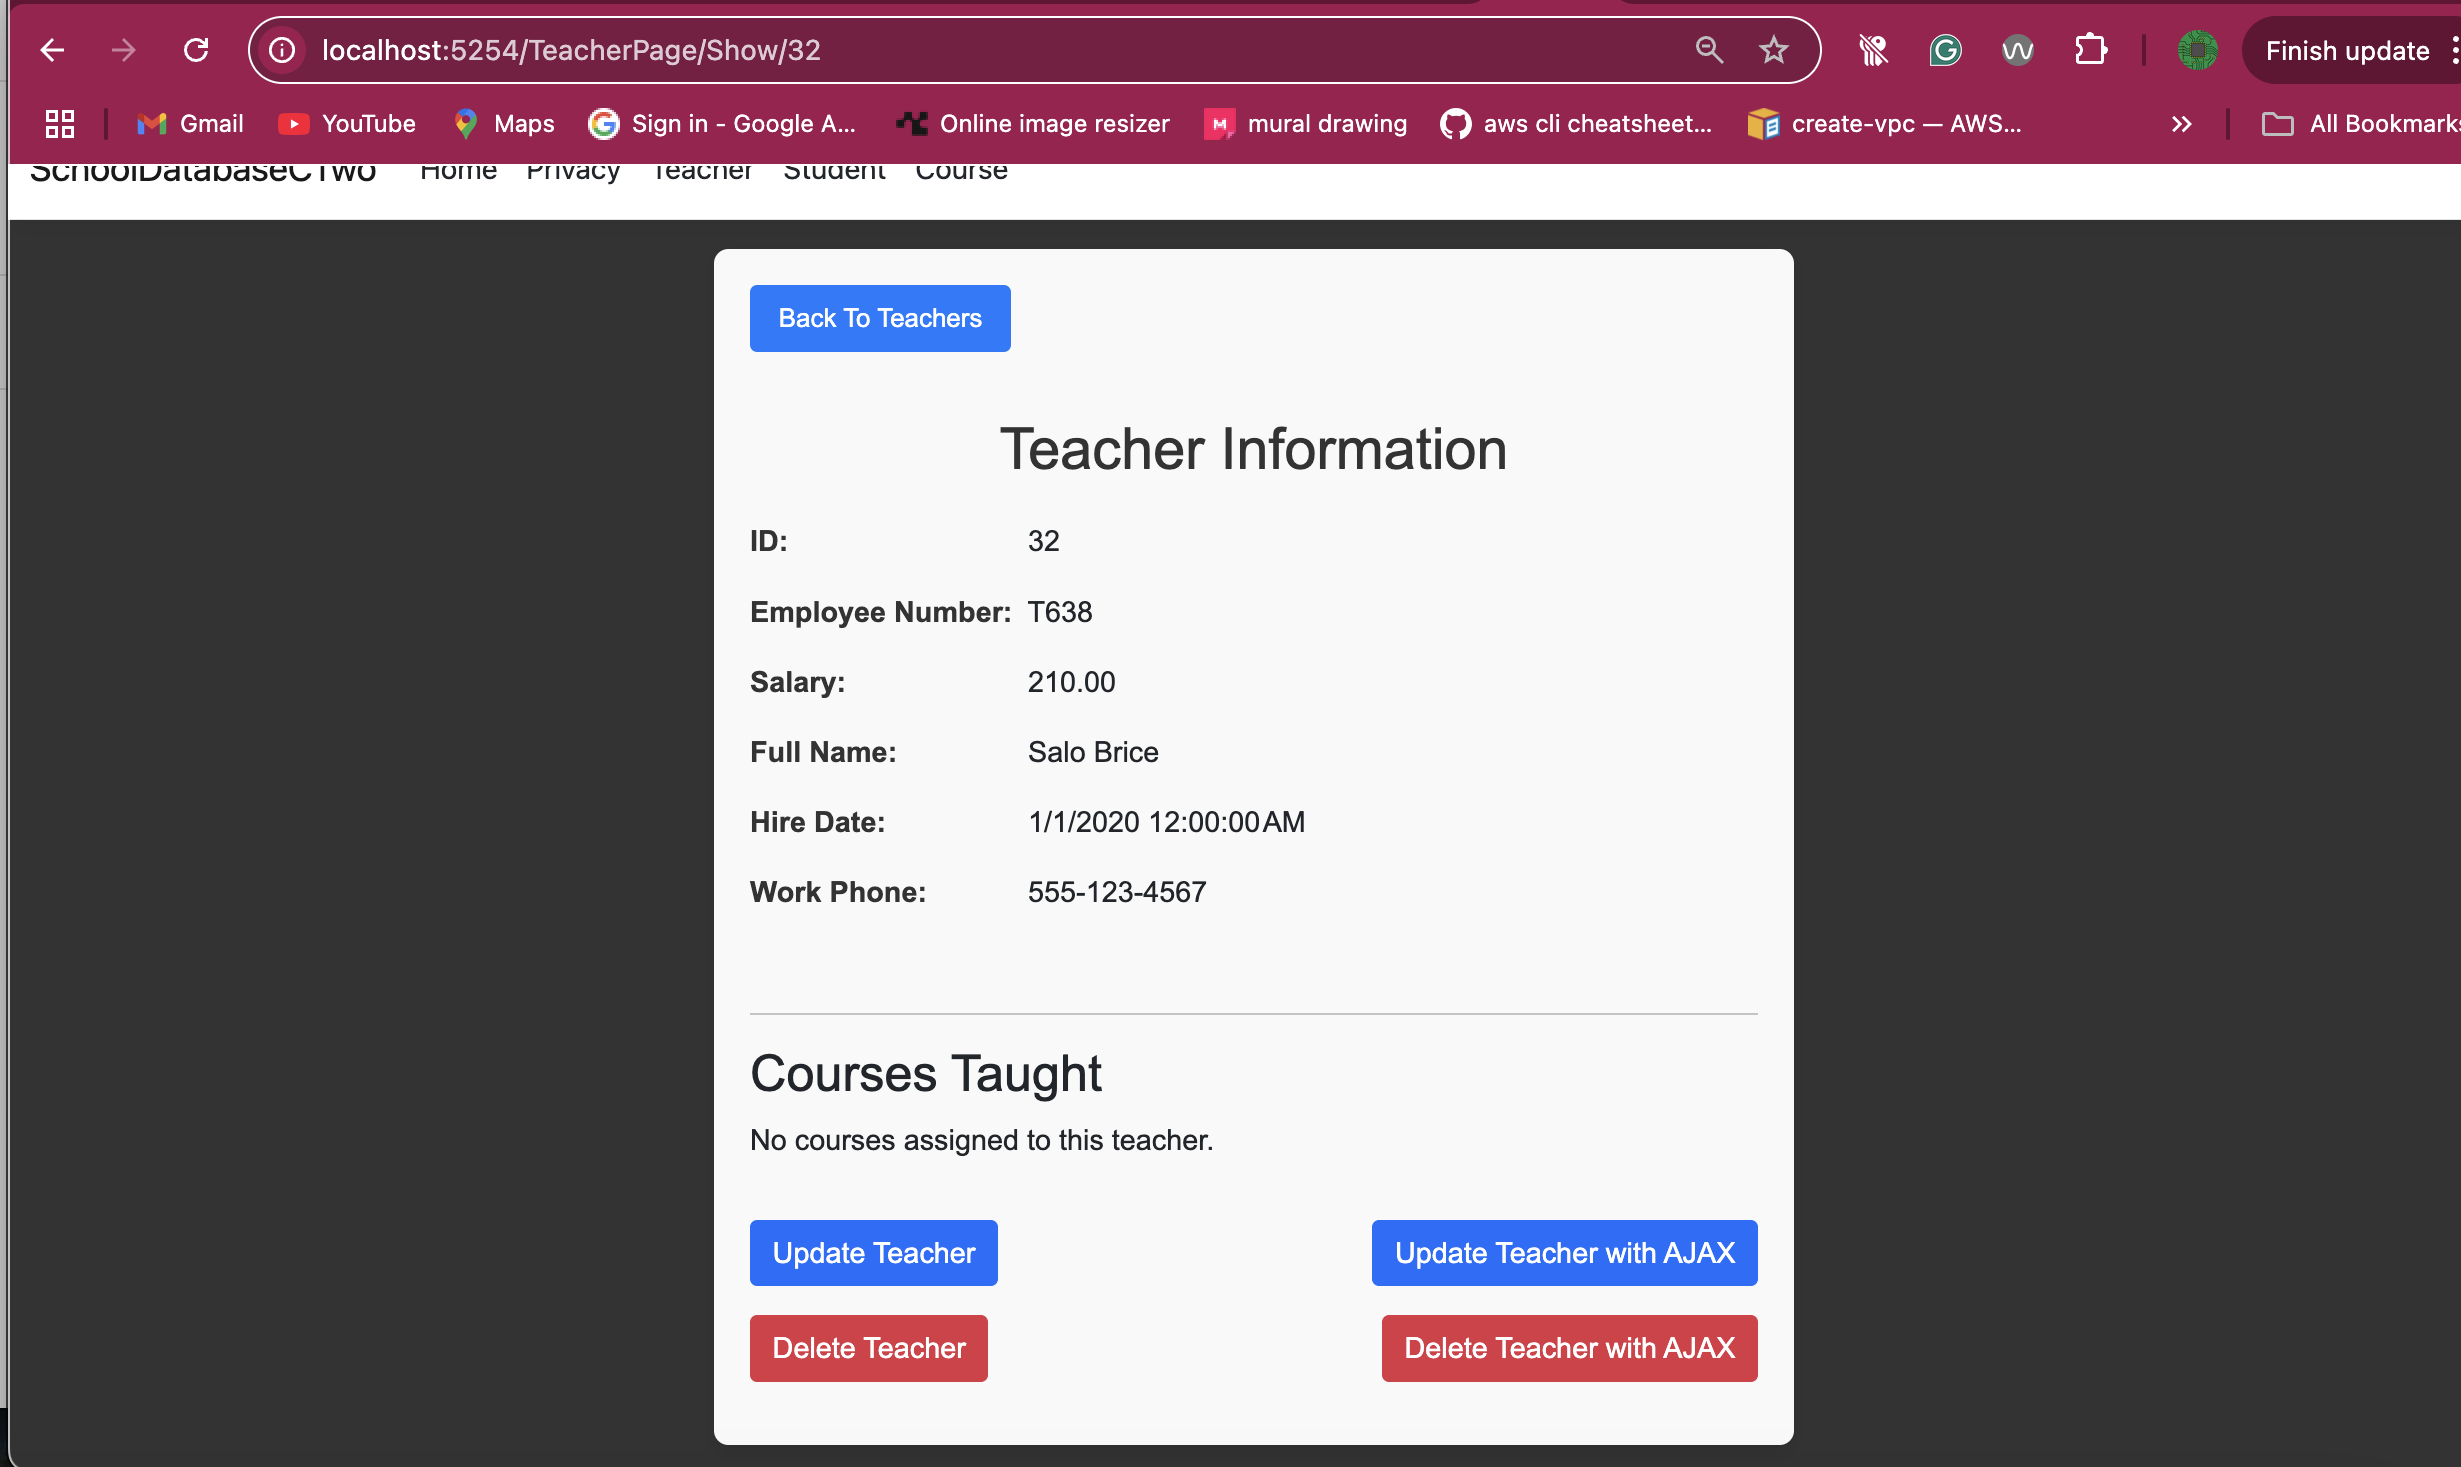 localhost:5254/TeacherPage/Show/32
Finish update
Gmail YouTube Maps Sign in - Google A... Online image resizer mural drawing aws cli cheatsheet... create-vpc — AWS... All Bookmarks
SchoolDatabaseCTwo Home Privacy Teacher Student Course
Back To Teachers
Teacher Information
ID: 32
Employee Number: T638
Salary: 210.00
Full Name: Salo Brice
Hire Date: 1/1/2020 12:00:00 AM
Work Phone: 555-123-4567
Courses Taught
No courses assigned to this teacher.
Update Teacher Update Teacher with AJAX
Delete Teacher Delete Teacher with AJAX